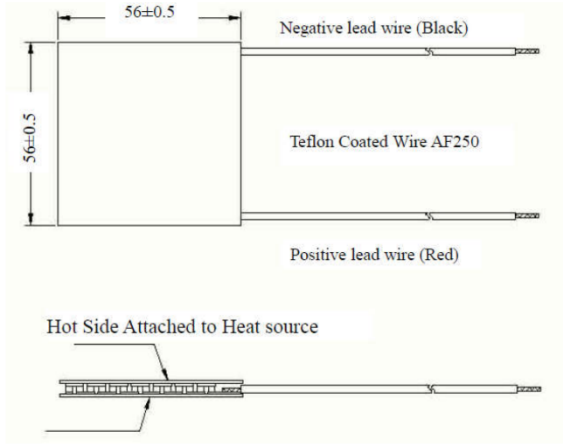 56±0.5
Negative lead wire (Black)
56±0.5
Teflon Coated Wire AF250
Positive lead wire (Red)
Hot Side Attached to Heat source